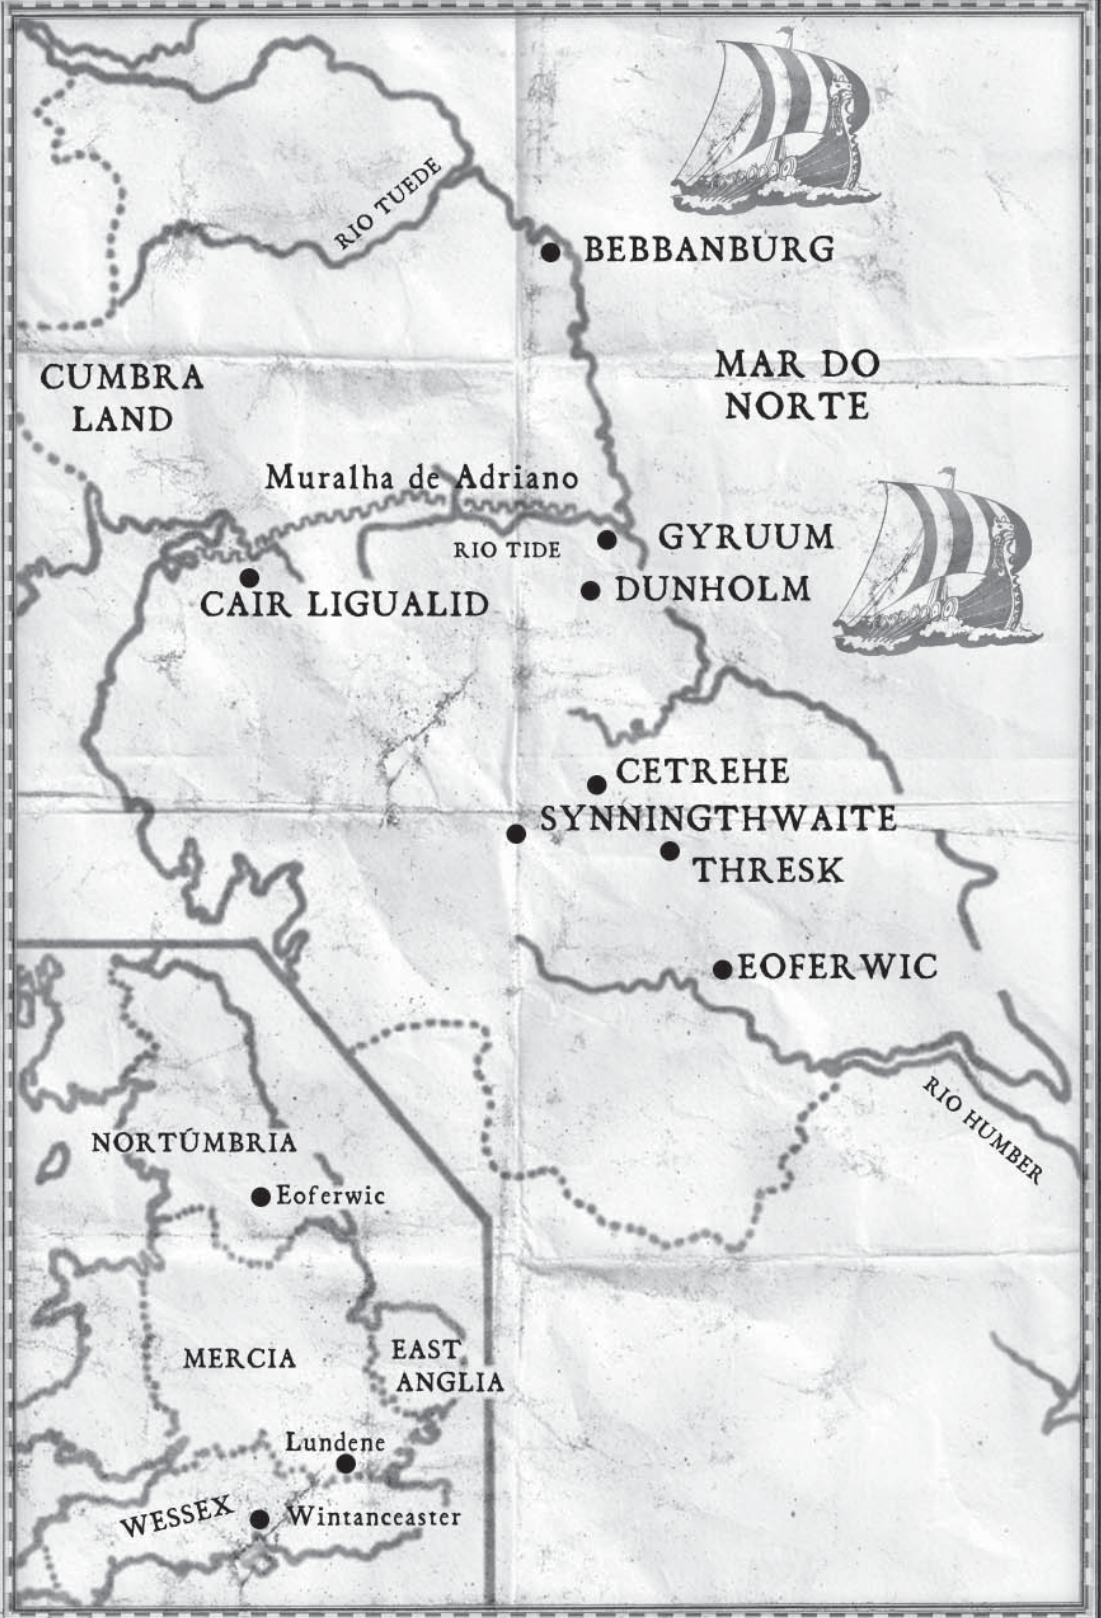 RIO TUEDE
BEBBANBURG
MAR DO
NORTE
CUMBRA
LAND
Muralha de Adriano
RIO TIDE
GYRUUM
DUNHOLM
CAIR LIGUALID
CETREHE
SYNNINGTHWAITE
THRESK
EOFERWIC
RIO HUMBER
NORTÚMBRIA
Eoferwic
MERCIA
EAST
ANGLIA
Lundene
WESSEX
Wintanceaster